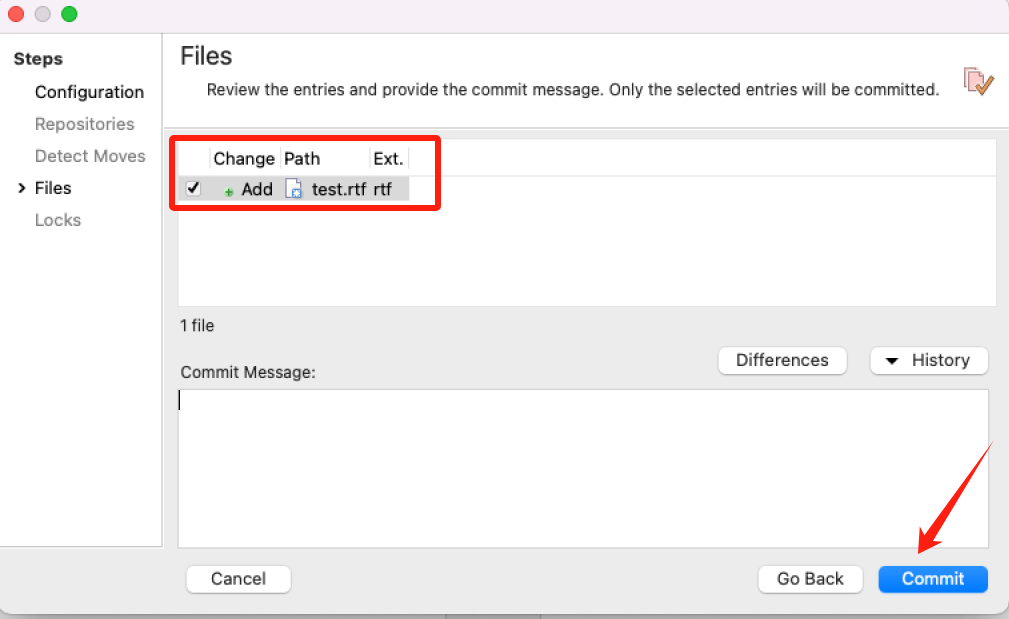 Steps
Configuration
Repositories
Detect Moves
Files
Locks
Files
Review the entries and provide the commit message. Only the selected entries will be committed.
Change Path Ext.
Add test.rtf rtf
1 file
Differences
History
Commit Message:
Cancel
Go Back
Commit